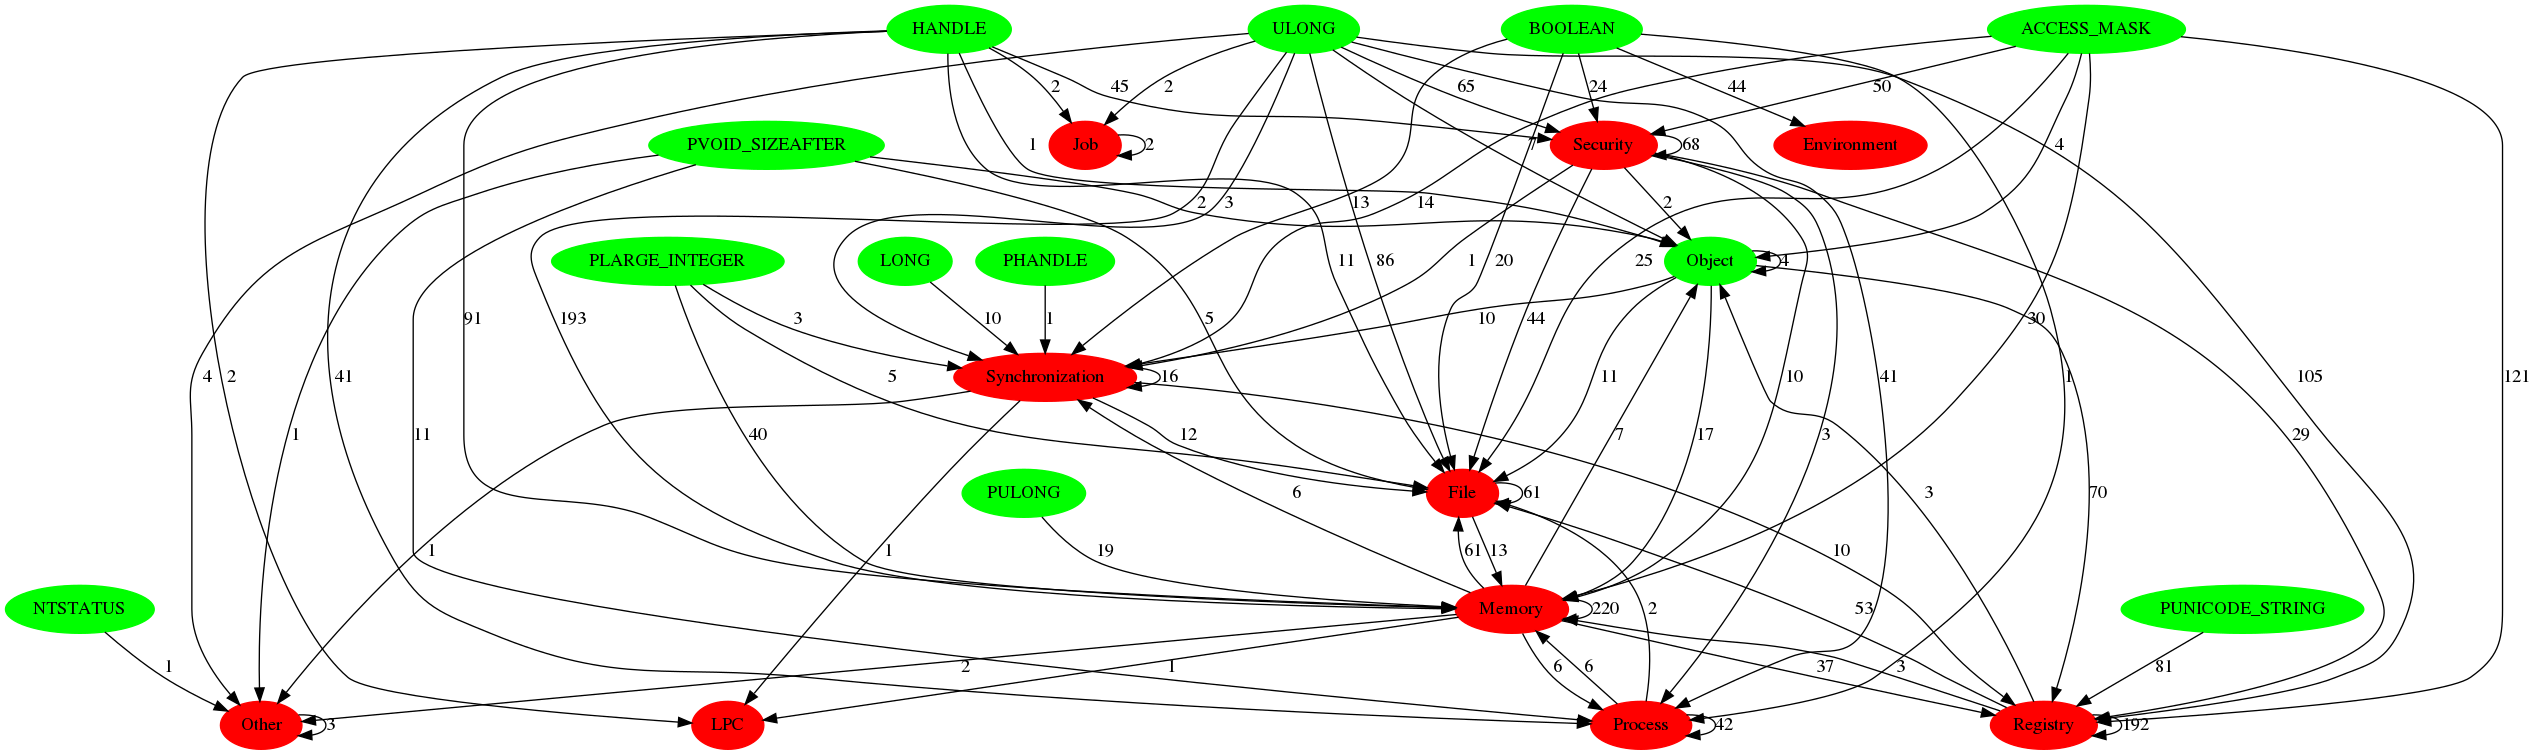 HANDLE ULONG BOOLEAN ACCESS_MASK
2 45 2 65 24 44 50
PVOID_SIZEAFTER 1 Job 2 7 Security 68 Environment 4
2 3 13 14 2
PLARGE_INTEGER LONG PHANDLE 11 86 20 1 25 Object 4
3 10 1 5 10 44 30
4 2 41 91 193 5 Synchronization 16 11 10 41 1 105 121
1 11 40 12 7 17 3 29
PULONG 6 File 61 3 70
1 1 19 61 13 10
NTSTATUS Memory 220 2 53 PUNICODE_STRING
1 2 1 6 6 37 3 81
Other 3 LPC Process 42 Registry 192